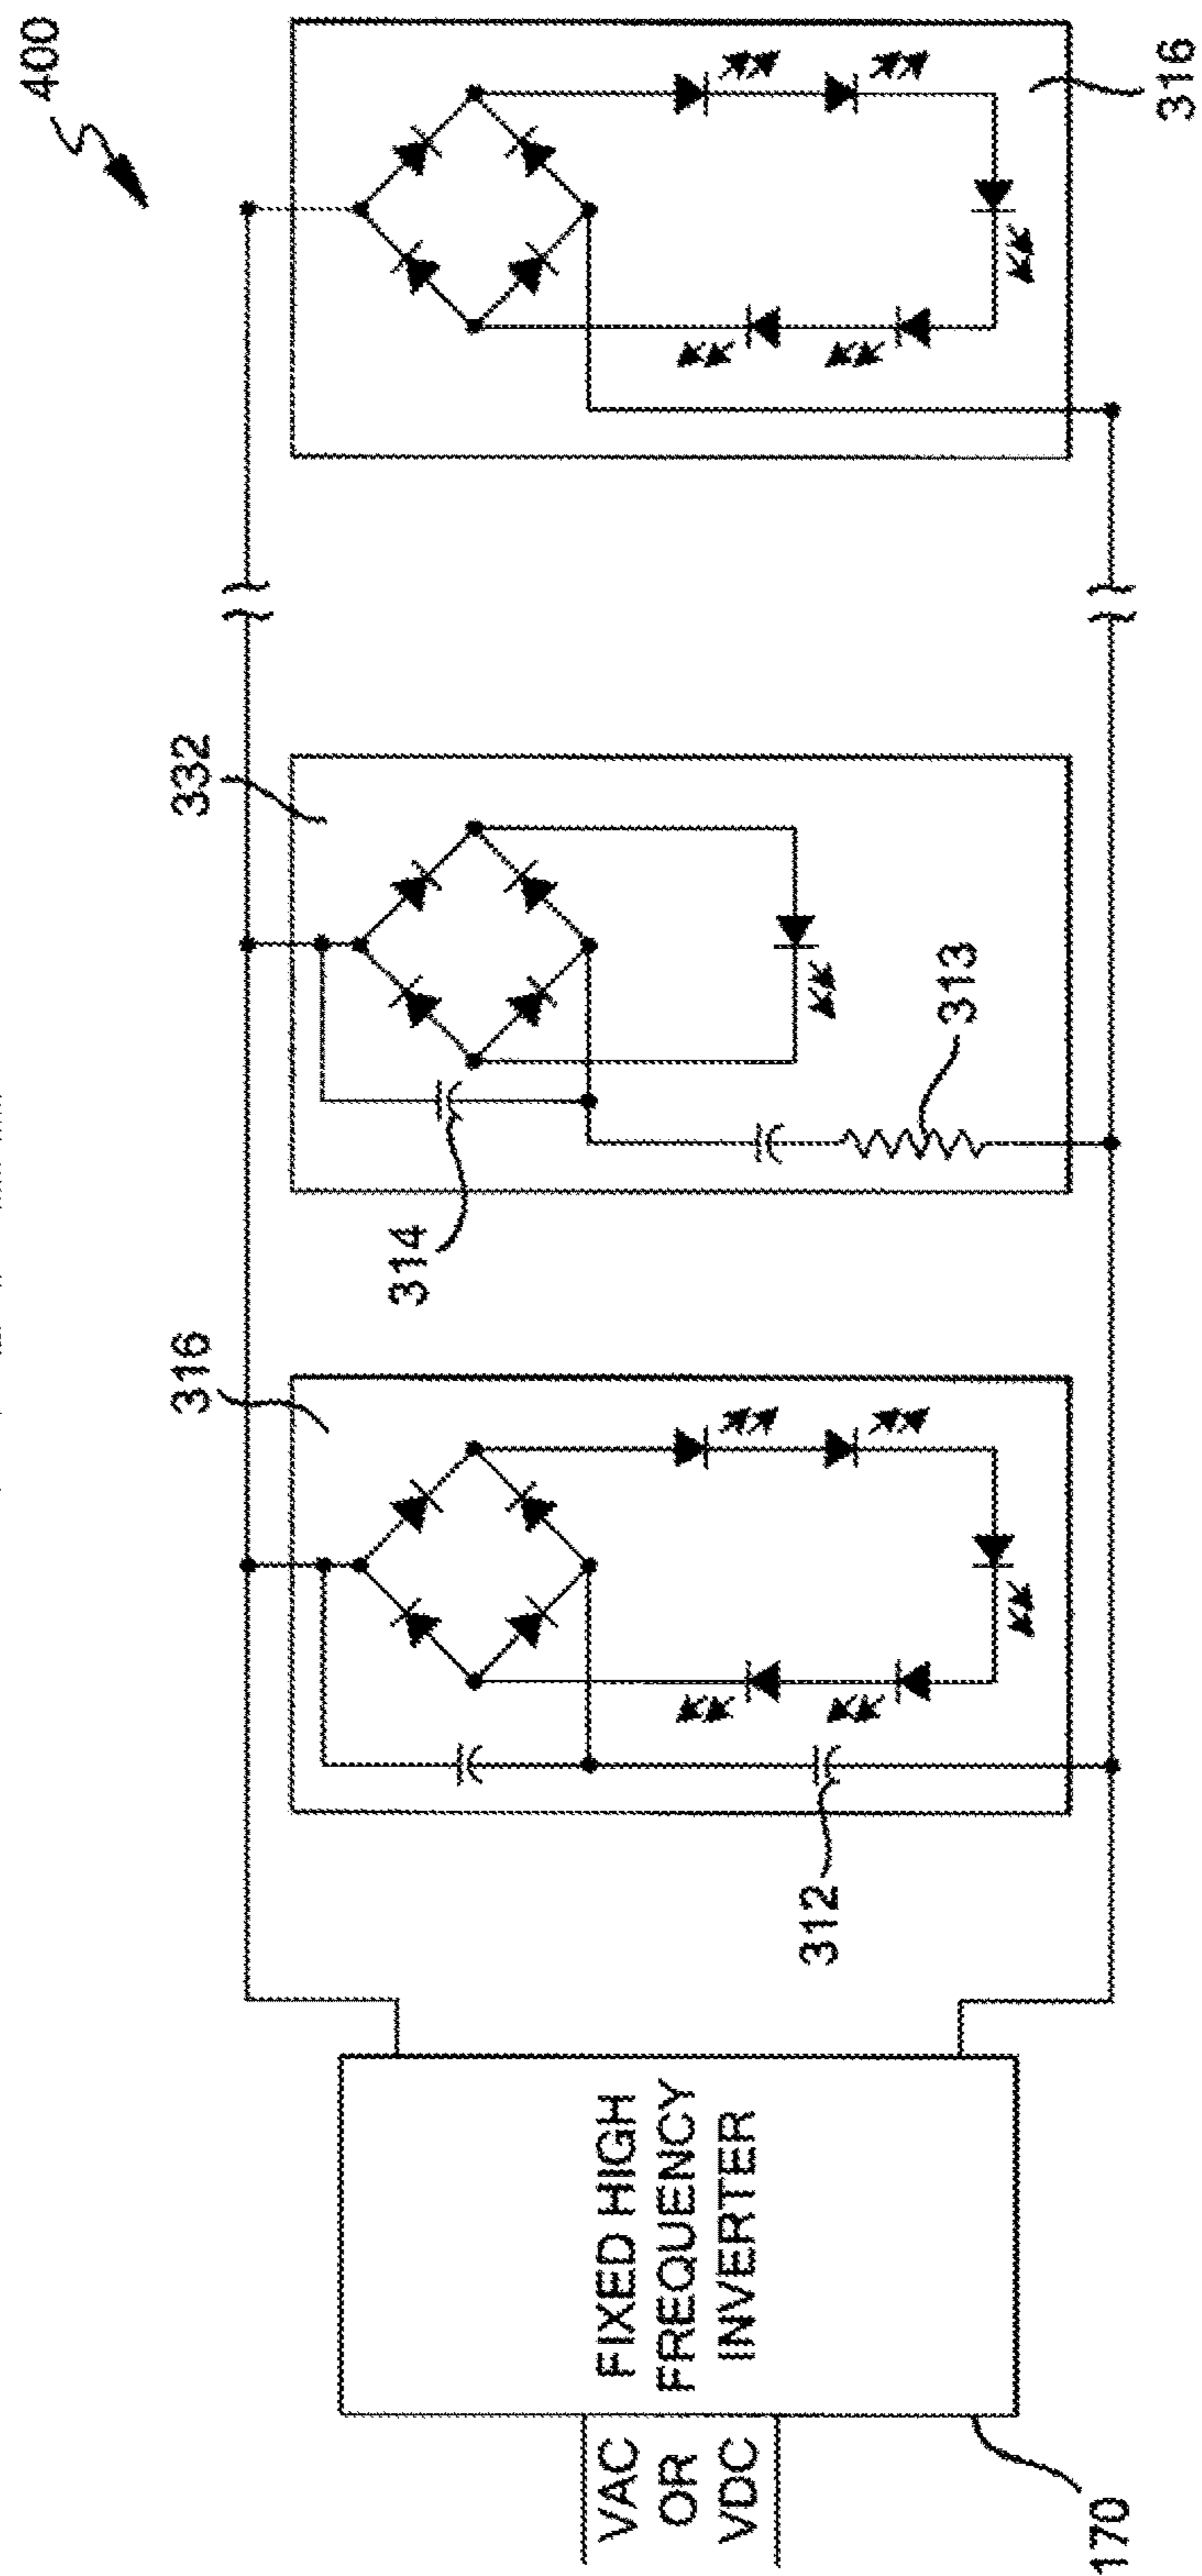 400
316
332
313
314
316
312
FIXED HIGH
FREQUENCY
INVERTER
VAC
OR
VDC
170